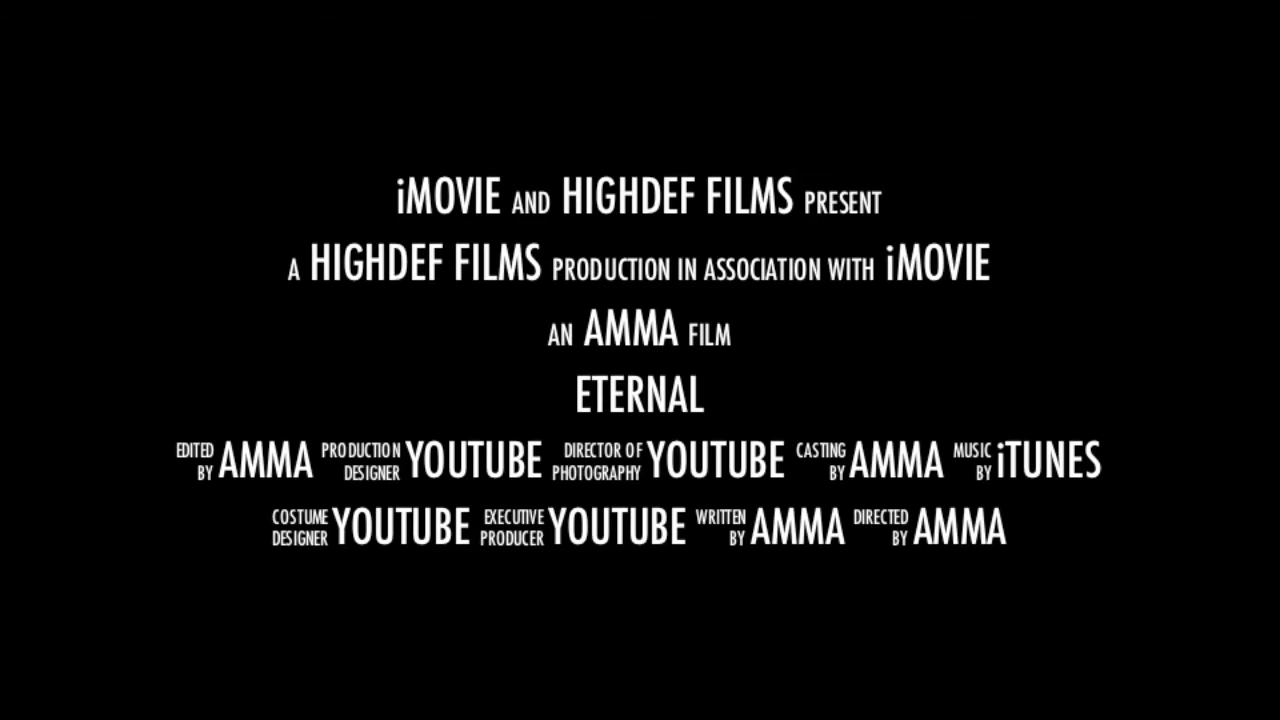 iMOVIE AND HIGHDEF FILMS PRESENT
A HIGHDEF FILMS PRODUCTION IN ASSOCIATION WITH iMOVIE
AN AMMA FILM
ETERNAL
EDITED BY AMMA PRODUCTION DESIGNER YOUTUBE DIRECTOR OF PHOTOGRAPHY YOUTUBE CASTING BY AMMA MUSIC BY iTUNES
COSTUME DESIGNER YOUTUBE EXECUTIVE PRODUCER YOUTUBE WRITTEN BY AMMA DIRECTED BY AMMA